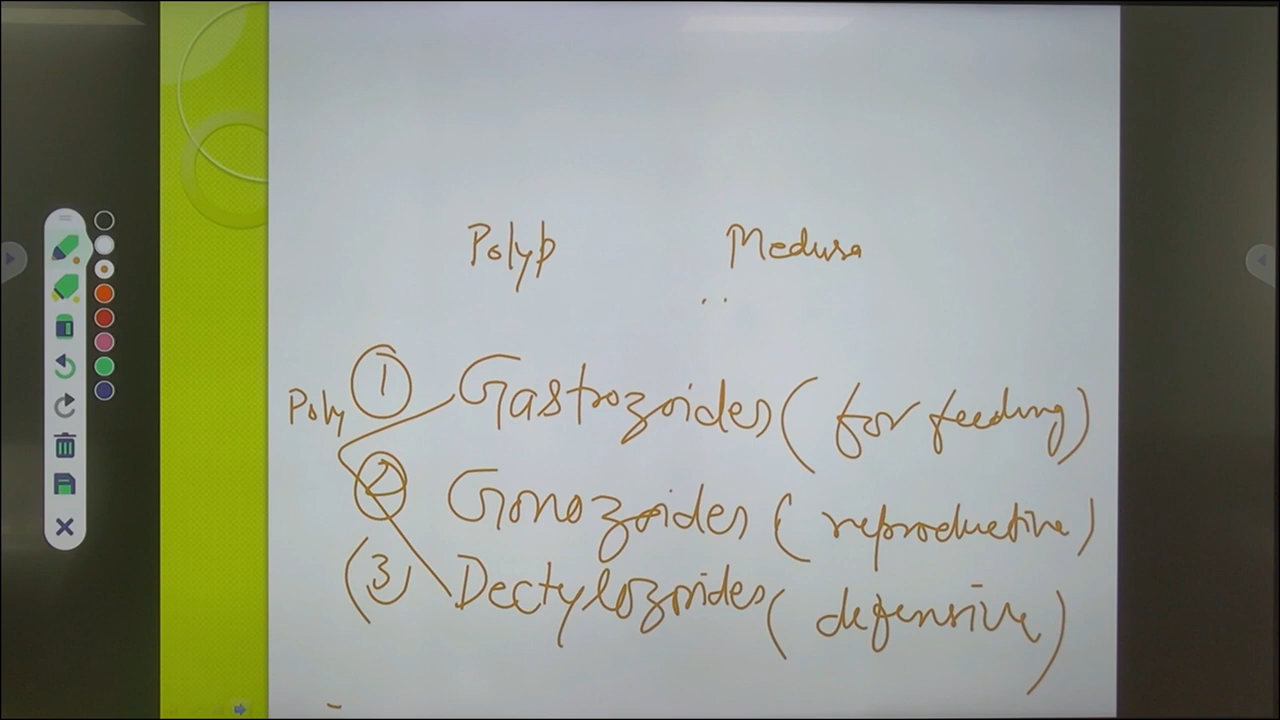 Polyp Medusa
Poly ① Gastrozoides ( for feeding )
② Gonozoides ( reproductive )
(3) Dectylozoides ( defensive )